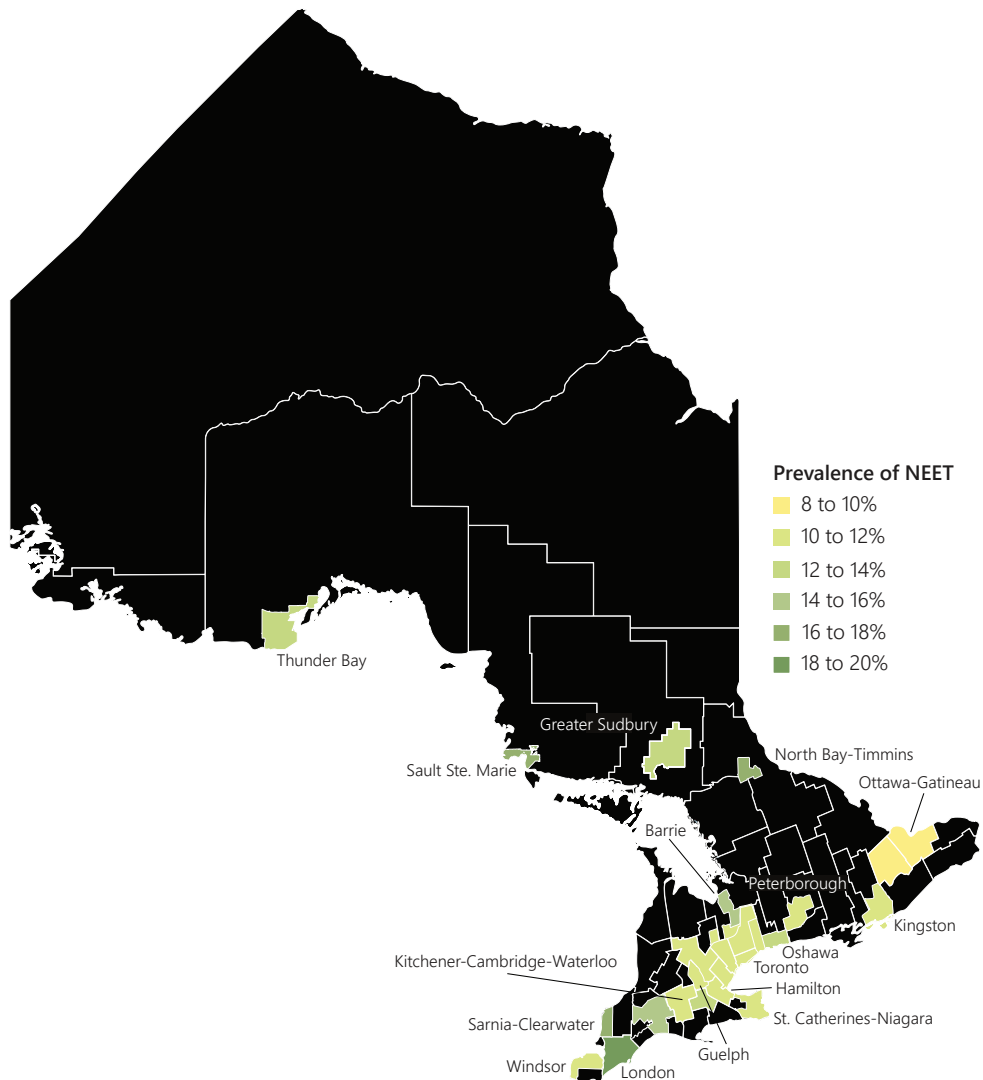 Prevalence of NEET
8 to 10%
10 to 12%
12 to 14%
14 to 16%
16 to 18%
18 to 20%
Thunder Bay
Greater Sudbury
Sault Ste. Marie
North Bay-Timmins
Ottawa-Gatineau
Barrie
Peterborough
Kingston
Oshawa
Kitchener-Cambridge-Waterloo
Toronto
Hamilton
Sarnia-Clearwater
St. Catherines-Niagara
Guelph
Windsor
London